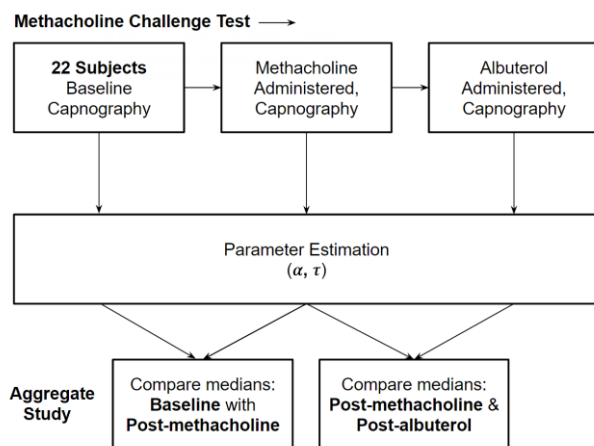 Methacholine Challenge Test
22 Subjects
Baseline
Capnography
Methacholine
Administered,
Capnography
Albuterol
Administered,
Capnography
Parameter Estimation
(α, τ)
Aggregate
Study
Compare medians:
Baseline with
Post-methacholine
Compare medians:
Post-methacholine &
Post-albuterol